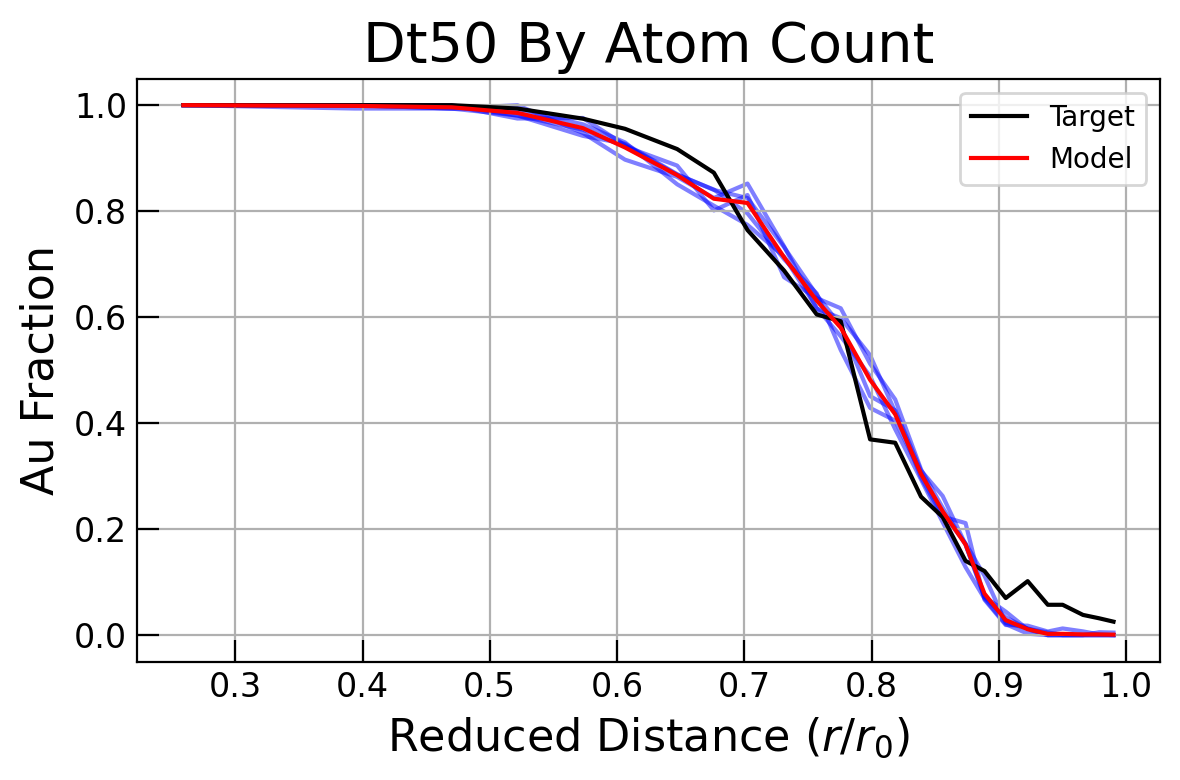 Dt50 By Atom Count
Target
Model
1.0
0.8
0.6
0.4
0.2
0.0
Au Fraction
0.3 0.4 0.5 0.6 0.7 0.8 0.9 1.0
Reduced Distance (r/r₀)